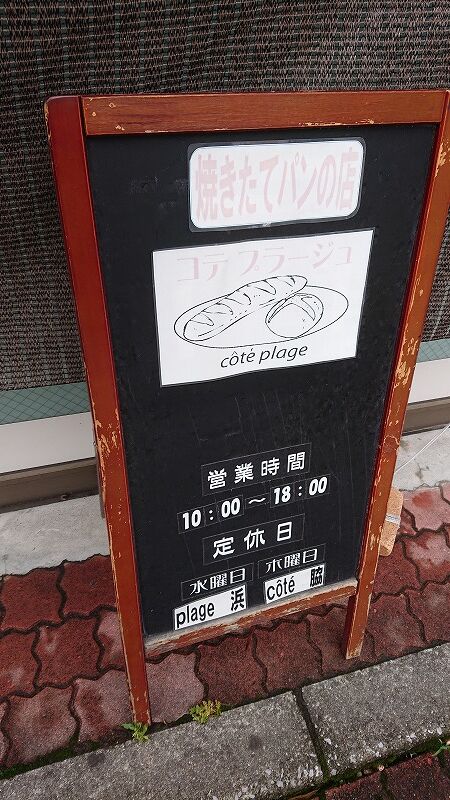 焼きたてパンの店
コテ プラージュ
côté plage
営業時間
10：00～18：00
定休日
水曜日 木曜日
plage 浜 côté 脇